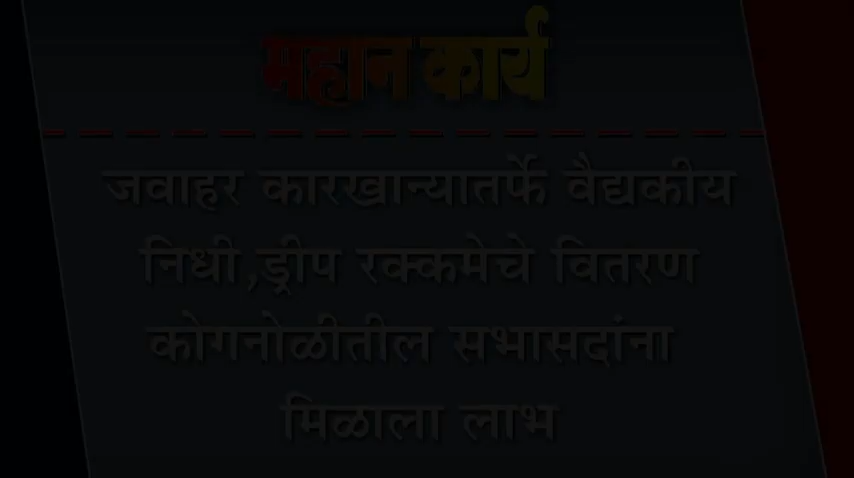 महान कार्य
जवाहर कारखान्यातर्फे वैद्यकीय
निधी,ड्रीप रक्कमेचे वितरण
कोगनोळीतील सभासदांना
मिळाला लाभ